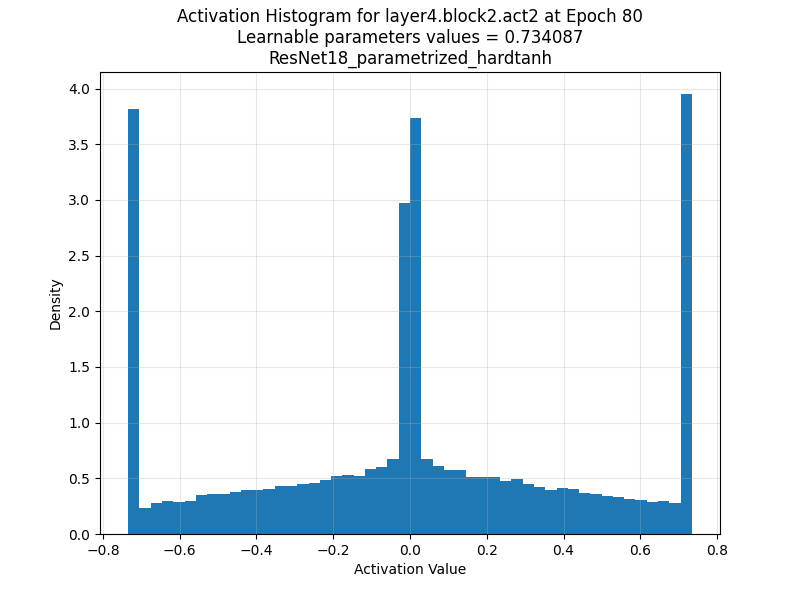 Activation Histogram for layer4.block2.act2 at Epoch 80
Learnable parameters values = 0.734087
ResNet18_parametrized_hardtanh
4.0
3.5
3.0
2.5
2.0
1.5
1.0
0.5
0.0
Density
−0.8 −0.6 −0.4 −0.2 0.0 0.2 0.4 0.6 0.8
Activation Value